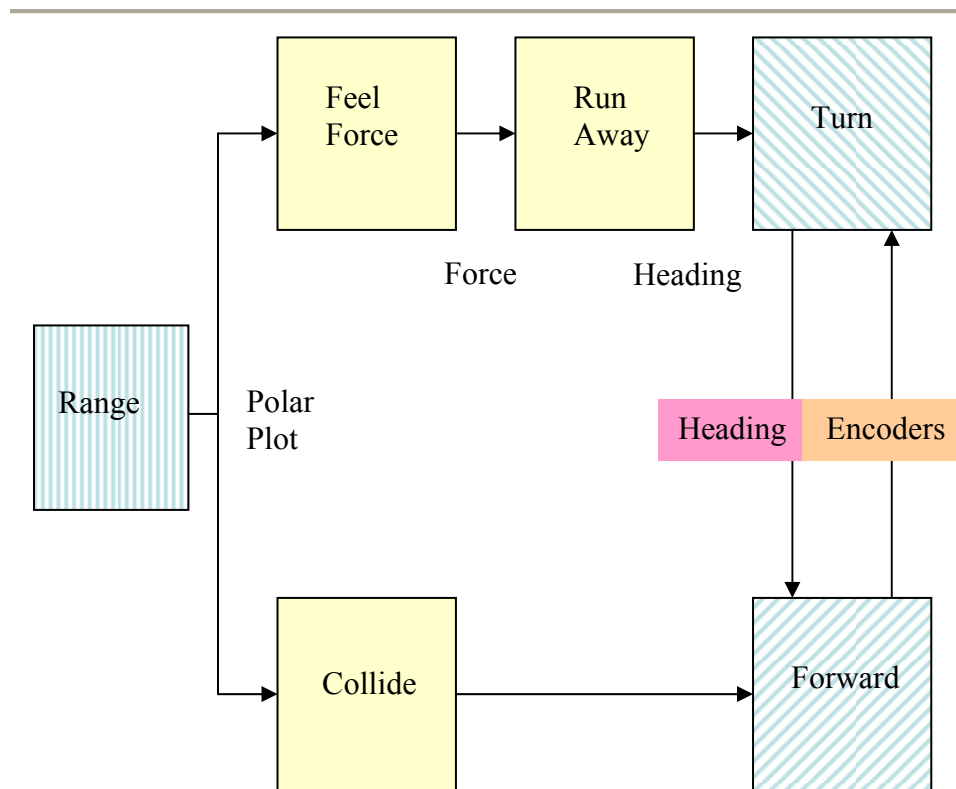 Feel
Force
Run
Away
Turn
Force
Heading
Range
Polar
Plot
Heading
Encoders
Collide
Forward